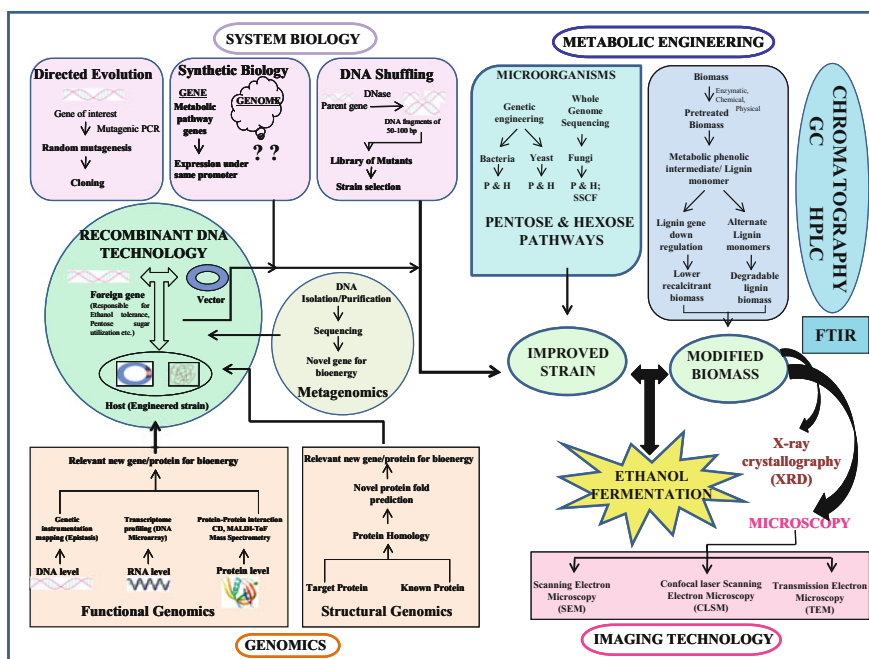 SYSTEM BIOLOGY
METABOLIC ENGINEERING
Directed Evolution
Gene of interest
Mutagenic PCR
Random mutagenesis
Cloning
Synthetic Biology
GENE
Metabolic
pathway
genes
GENOME
? ?
Expression under
same promoter
DNA Shuffling
DNase
Parent gene
DNA fragments of
50-100 bp
Library of Mutants
Strain selection
MICROORGANISMS
Genetic
engineering
Whole
Genome
Sequencing
Bacteria
Yeast
Fungi
P & H
P & H
P & H;
SSCF
PENTOSE & HEXOSE
PATHWAYS
Biomass
Enzymatic,
Chemical,
Physical
Pretreated
Biomass
Metabolic phenolic
intermediate/ Lignin
monomer
Lignin gene
down
regulation
Alternate
Lignin
monomers
Lower
recalcitrant
biomass
Degradable
lignin
biomass
CHROMATOGRAPHY
GC HPLC
FTIR
RECOMBINANT DNA
TECHNOLOGY
Foreign gene
(Responsible for
Ethanol tolerance,
Pentose sugar
utilization etc.)
Vector
Host (Engineered strain)
DNA
Isolation/Purification
Sequencing
Novel gene for
bioenergy
Metagenomics
IMPROVED
STRAIN
MODIFIED
BIOMASS
ETHANOL
FERMENTATION
X-ray
crystallography
(XRD)
MICROSCOPY
Relevant new gene/protein for bioenergy
Genetic
instrumentation
mapping (Epistasis)
Transcriptome
profiling (DNA
Microarray)
Protein-Protein interaction
CD, MALDI-ToF
Mass Spectrometry
DNA level
RNA level
Protein level
Functional Genomics
Relevant new gene/protein for bioenergy
Novel protein fold
prediction
Protein Homology
Target Protein
Known Protein
Structural Genomics
GENOMICS
Scanning Electron
Microscopy
(SEM)
Confocal laser Scanning
Electron Microscopy
(CLSM)
Transmission Electron
Microscopy
(TEM)
IMAGING TECHNOLOGY